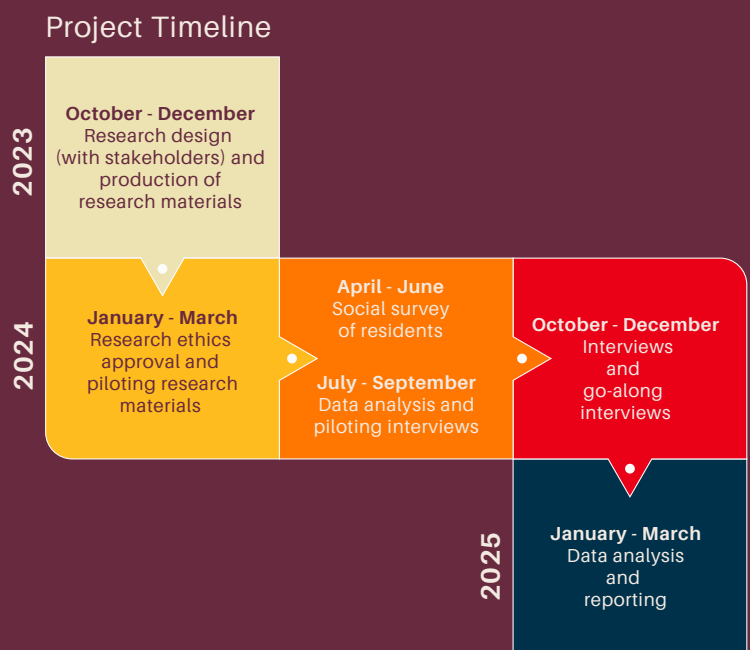 Project Timeline
2023
October - December
Research design
(with stakeholders) and
production of
research materials
2024
January - March
Research ethics
approval and
piloting research
materials
April - June
Social survey
of residents
July - September
Data analysis and
piloting interviews
October - December
Interviews
and
go-along
interviews
2025
January - March
Data analysis
and
reporting